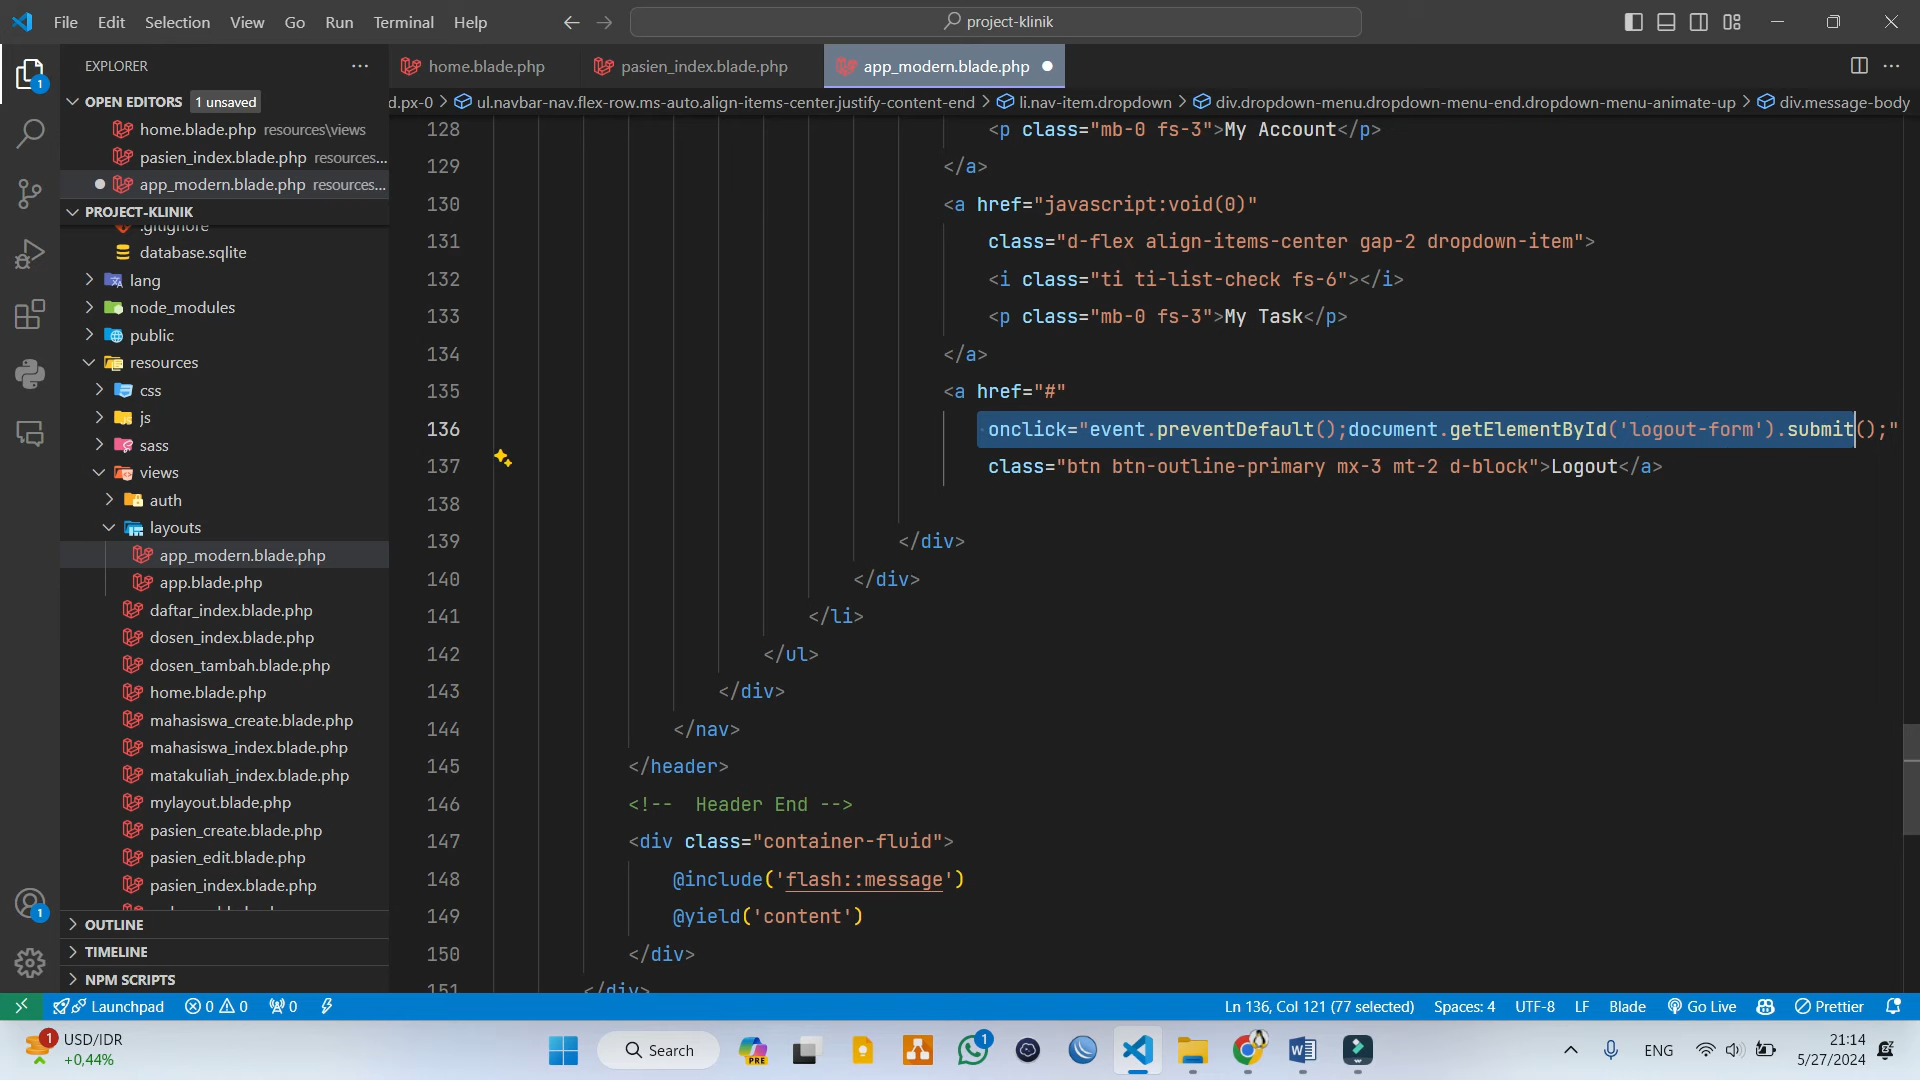 File Edit Selection View Go Run Terminal Help
project-klinik
EXPLORER
OPEN EDITORS 1 unsaved
home.blade.php resources\views
pasien_index.blade.php resources...
app_modern.blade.php resources...
PROJECT-KLINIK
.gitignore
database.sqlite
lang
node_modules
public
resources
css
js
sass
views
auth
layouts
app_modern.blade.php
app.blade.php
daftar_index.blade.php
dosen_index.blade.php
dosen_tambah.blade.php
home.blade.php
mahasiswa_create.blade.php
mahasiswa_index.blade.php
matakuliah_index.blade.php
mylayout.blade.php
pasien_create.blade.php
pasien_edit.blade.php
pasien_index.blade.php
OUTLINE
TIMELINE
NPM SCRIPTS
home.blade.php pasien_index.blade.php app_modern.blade.php
d.px-0 ul.navbar-nav.flex-row.ms-auto.align-items-center.justify-content-end li.nav-item.dropdown div.dropdown-menu.dropdown-menu-end.dropdown-menu-animate-up div.message-body
128 <p class="mb-0 fs-3">My Account</p>
129 </a>
130 <a href="javascript:void(0)"
131 class="d-flex align-items-center gap-2 dropdown-item">
132 <i class="ti ti-list-check fs-6"></i>
133 <p class="mb-0 fs-3">My Task</p>
134 </a>
135 <a href="#"
136 onclick="event.preventDefault();document.getElementById('logout-form').submit();"
137 class="btn btn-outline-primary mx-3 mt-2 d-block">Logout</a>
138
139 </div>
140 </div>
141 </li>
142 </ul>
143 </div>
144 </nav>
145 </header>
146 <!--  Header End -->
147 <div class="container-fluid">
148 @include('flash::message')
149 @yield('content')
150 </div>
151 </div>
Launchpad 0 0 0 Ln 136, Col 121 (77 selected) Spaces: 4 UTF-8 LF Blade Go Live Prettier
1 USD/IDR
+0,44%
Search
PRE
1
ENG
21:14
5/27/2024
1
1